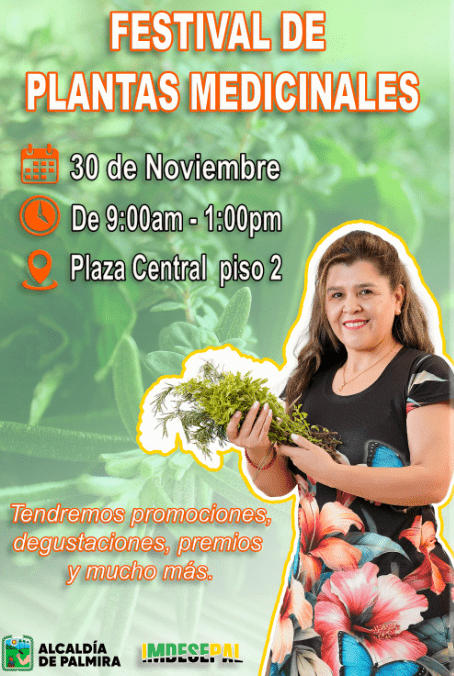 FESTIVAL DE
PLANTAS MEDICINALES
30 de Noviembre
De 9:00am - 1:00pm
Plaza Central piso 2
Tendremos promociones,
degustaciones, premios
y mucho más.
ALCALDÍA
DE PALMIRA
IMDESEPAL